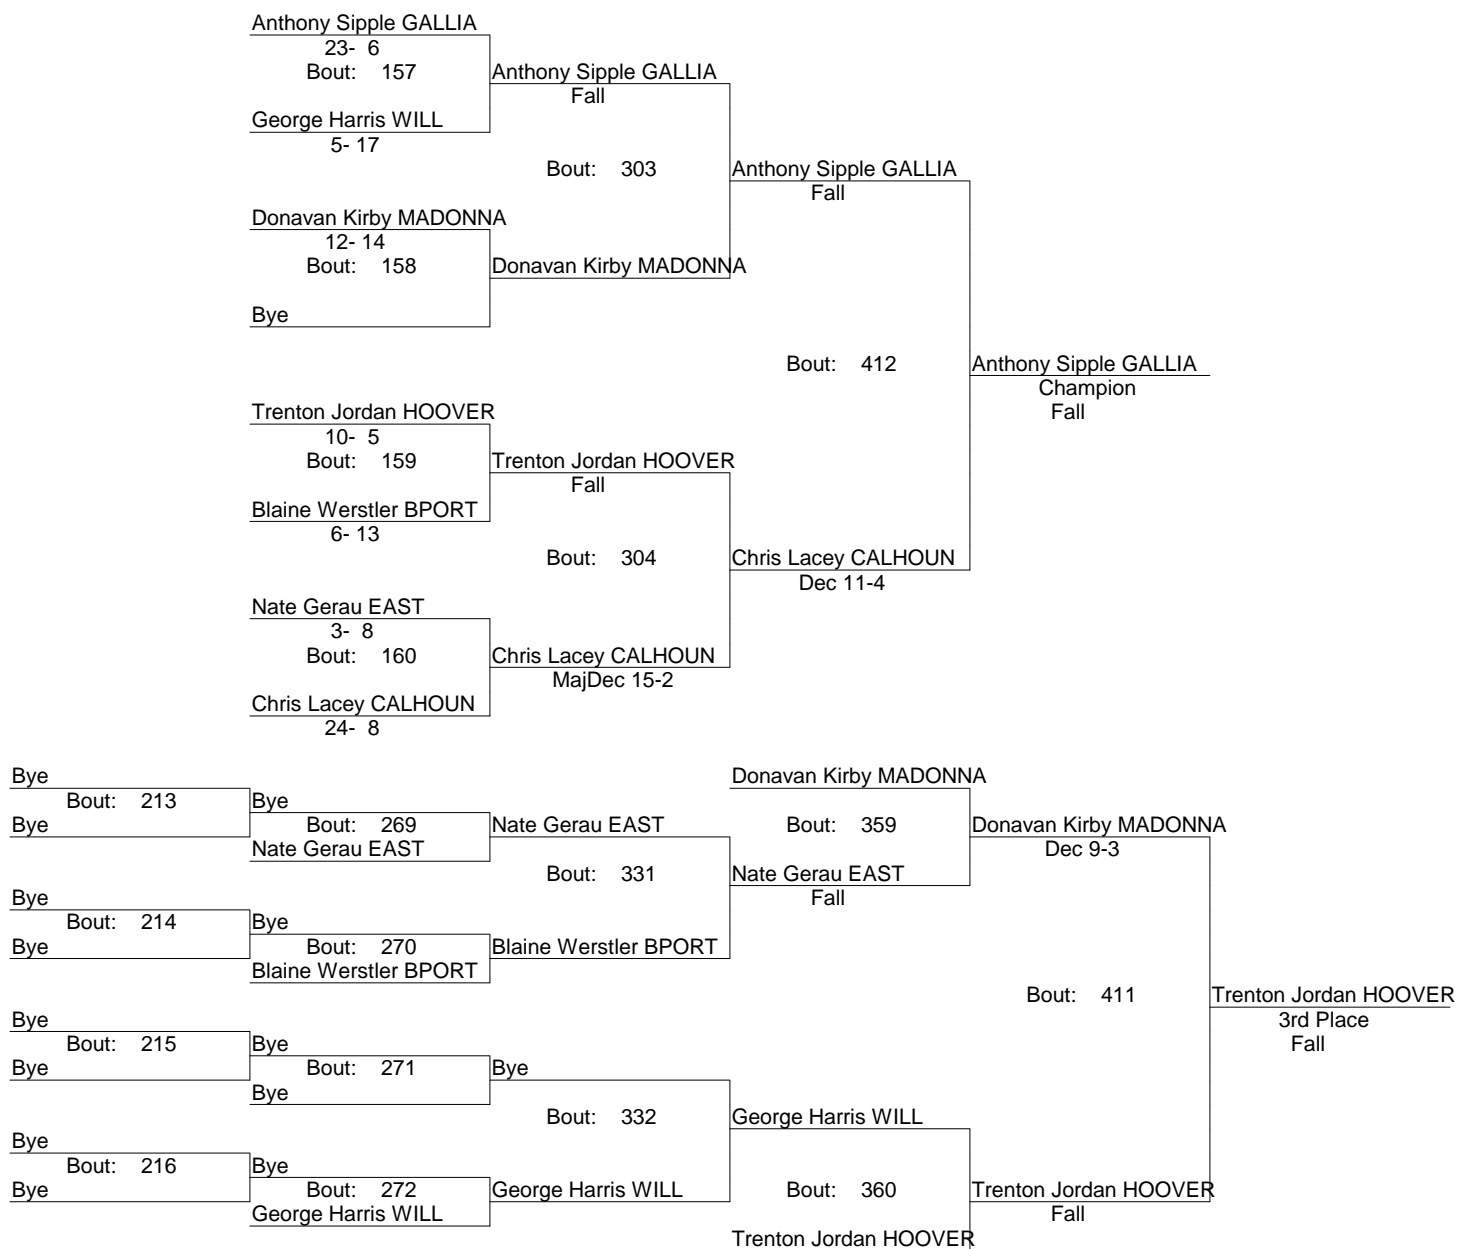 Anthony Sipple GALLIA
23- 6
Bout: 157
Anthony Sipple GALLIA
Fall
George Harris WILL
5- 17
Bout: 303
Anthony Sipple GALLIA
Fall
Donavan Kirby MADONNA
12- 14
Bout: 158
Donavan Kirby MADONNA
Bye
Bout: 412
Anthony Sipple GALLIA
Champion
Fall
Trenton Jordan HOOVER
10- 5
Bout: 159
Trenton Jordan HOOVER
Fall
Blaine Werstler BPORT
6- 13
Bout: 304
Chris Lacey CALHOUN
Dec 11-4
Nate Gerau EAST
3- 8
Bout: 160
Chris Lacey CALHOUN
MajDec 15-2
Chris Lacey CALHOUN
24- 8
Bye
Bout: 213
Bye
Bye
Bout: 269
Nate Gerau EAST
Nate Gerau EAST
Donavan Kirby MADONNA
Bout: 359
Donavan Kirby MADONNA
Dec 9-3
Bout: 331
Nate Gerau EAST
Fall
Bye
Bout: 214
Bye
Bye
Bout: 270
Blaine Werstler BPORT
Blaine Werstler BPORT
Bout: 411
Trenton Jordan HOOVER
3rd Place
Fall
Bye
Bout: 215
Bye
Bye
Bout: 271
Bye
Bye
Bout: 332
George Harris WILL
Bye
Bout: 216
Bye
Bye
Bout: 272
George Harris WILL
George Harris WILL
Bout: 360
Trenton Jordan HOOVER
Fall
Trenton Jordan HOOVER